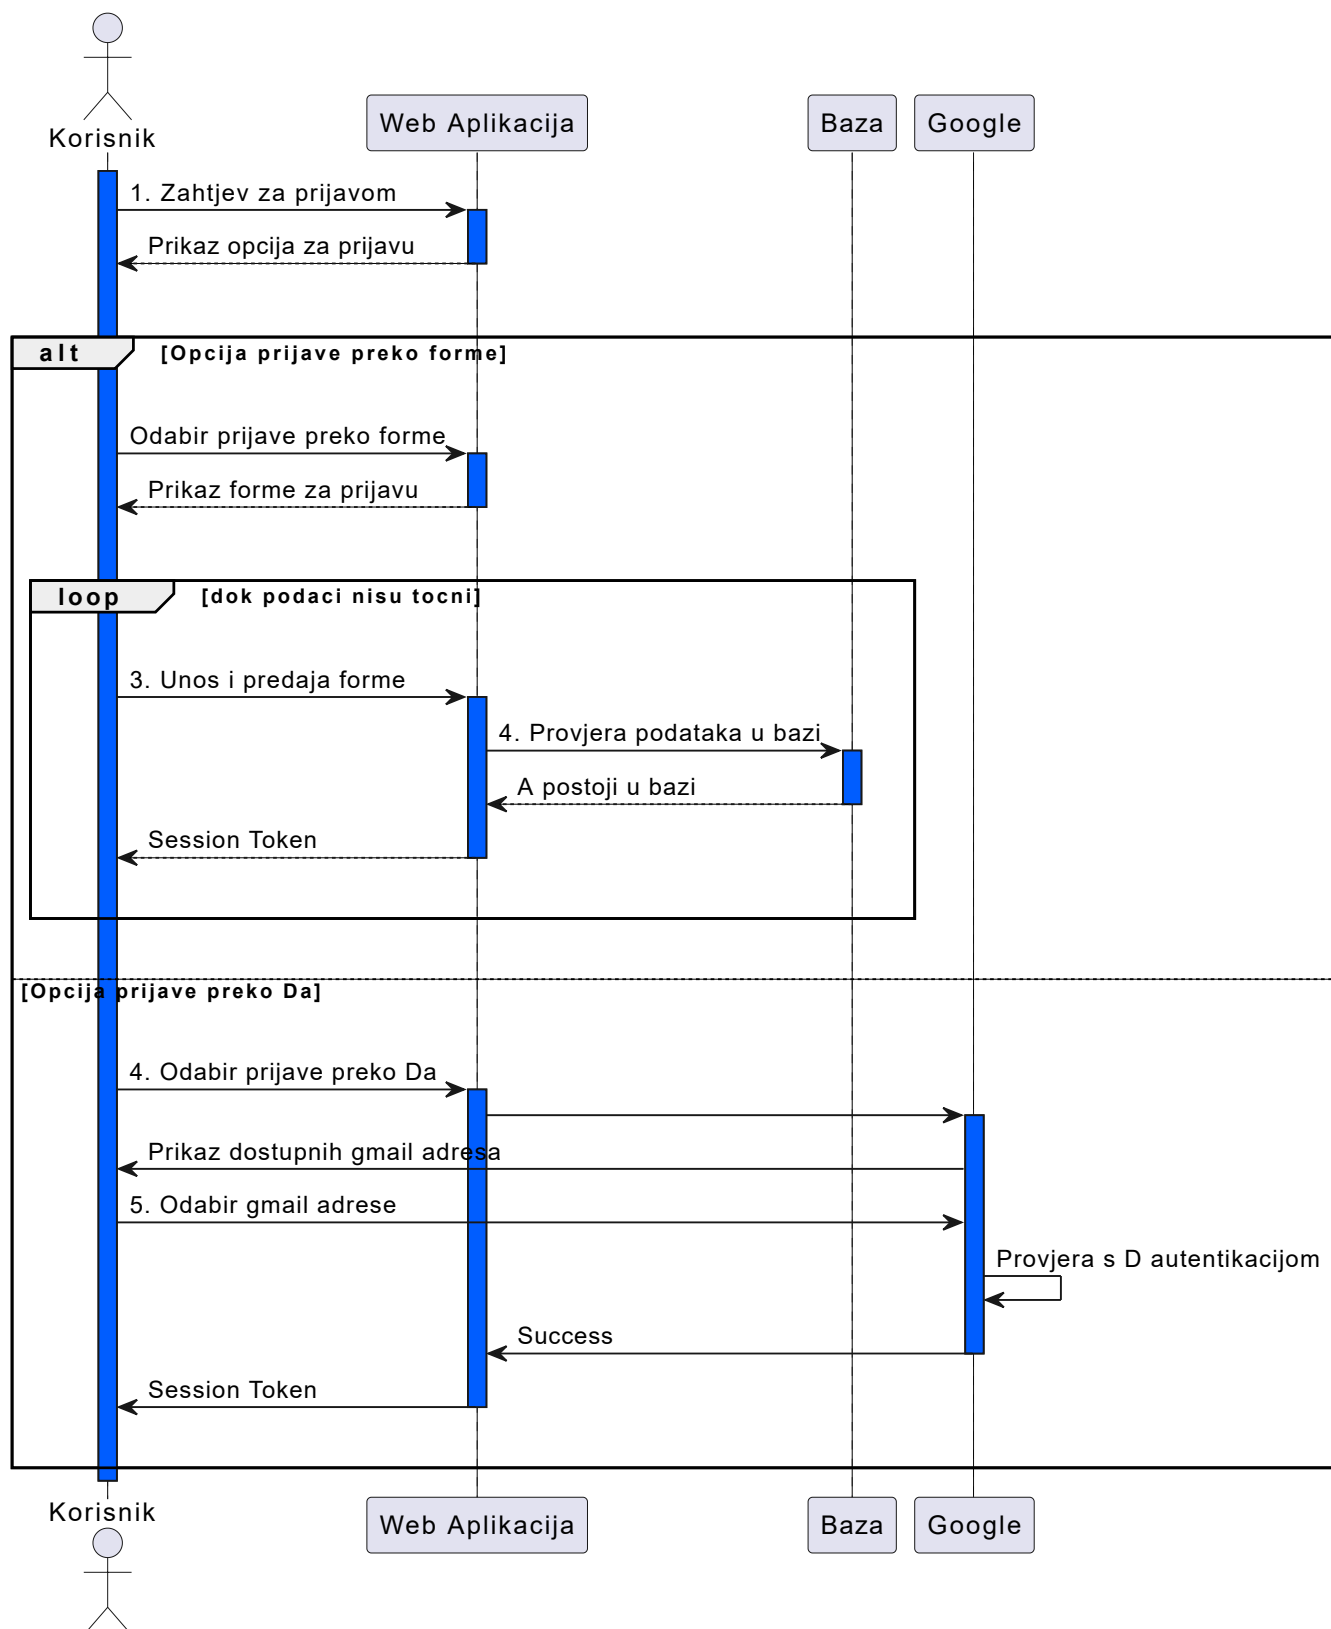 Korisnik
Web Aplikacija
Baza
Google
1. Zahtjev za prijavom
Prikaz opcija za prijavu
alt
[Opcija prijave preko forme]
Odabir prijave preko forme
Prikaz forme za prijavu
loop
[dok podaci nisu tocni]
3. Unos i predaja forme
4. Provjera podataka u bazi
A postoji u bazi
Session Token
[Opcija prijave preko Da]
4. Odabir prijave preko Da
Prikaz dostupnih gmail adresa
5. Odabir gmail adrese
Provjera s D autentikacijom
Success
Session Token
Korisnik
Web Aplikacija
Baza
Google